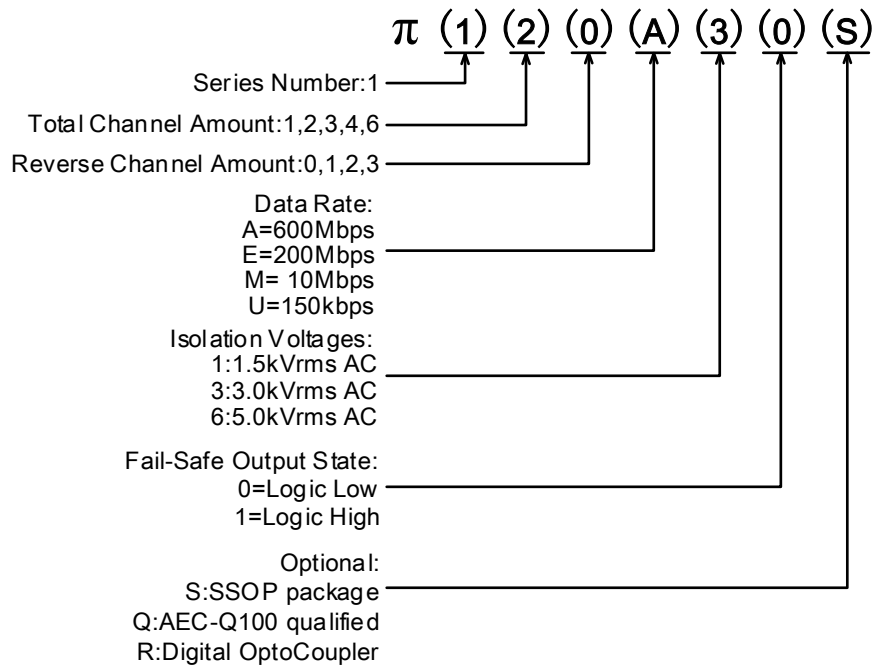 π (1) (2) (0) (A) (3) (0) (S)
Series Number:1
Total Channel Amount:1,2,3,4,6
Reverse Channel Amount:0,1,2,3
Data Rate:
A=600Mbps
E=200Mbps
M= 10Mbps
U=150kbps
Isolation Voltages:
1:1.5kVrms AC
3:3.0kVrms AC
6:5.0kVrms AC
Fail-Safe Output State:
0=Logic Low
1=Logic High
Optional:
S:SSOP package
Q:AEC-Q100 qualified
R:Digital OptoCoupler